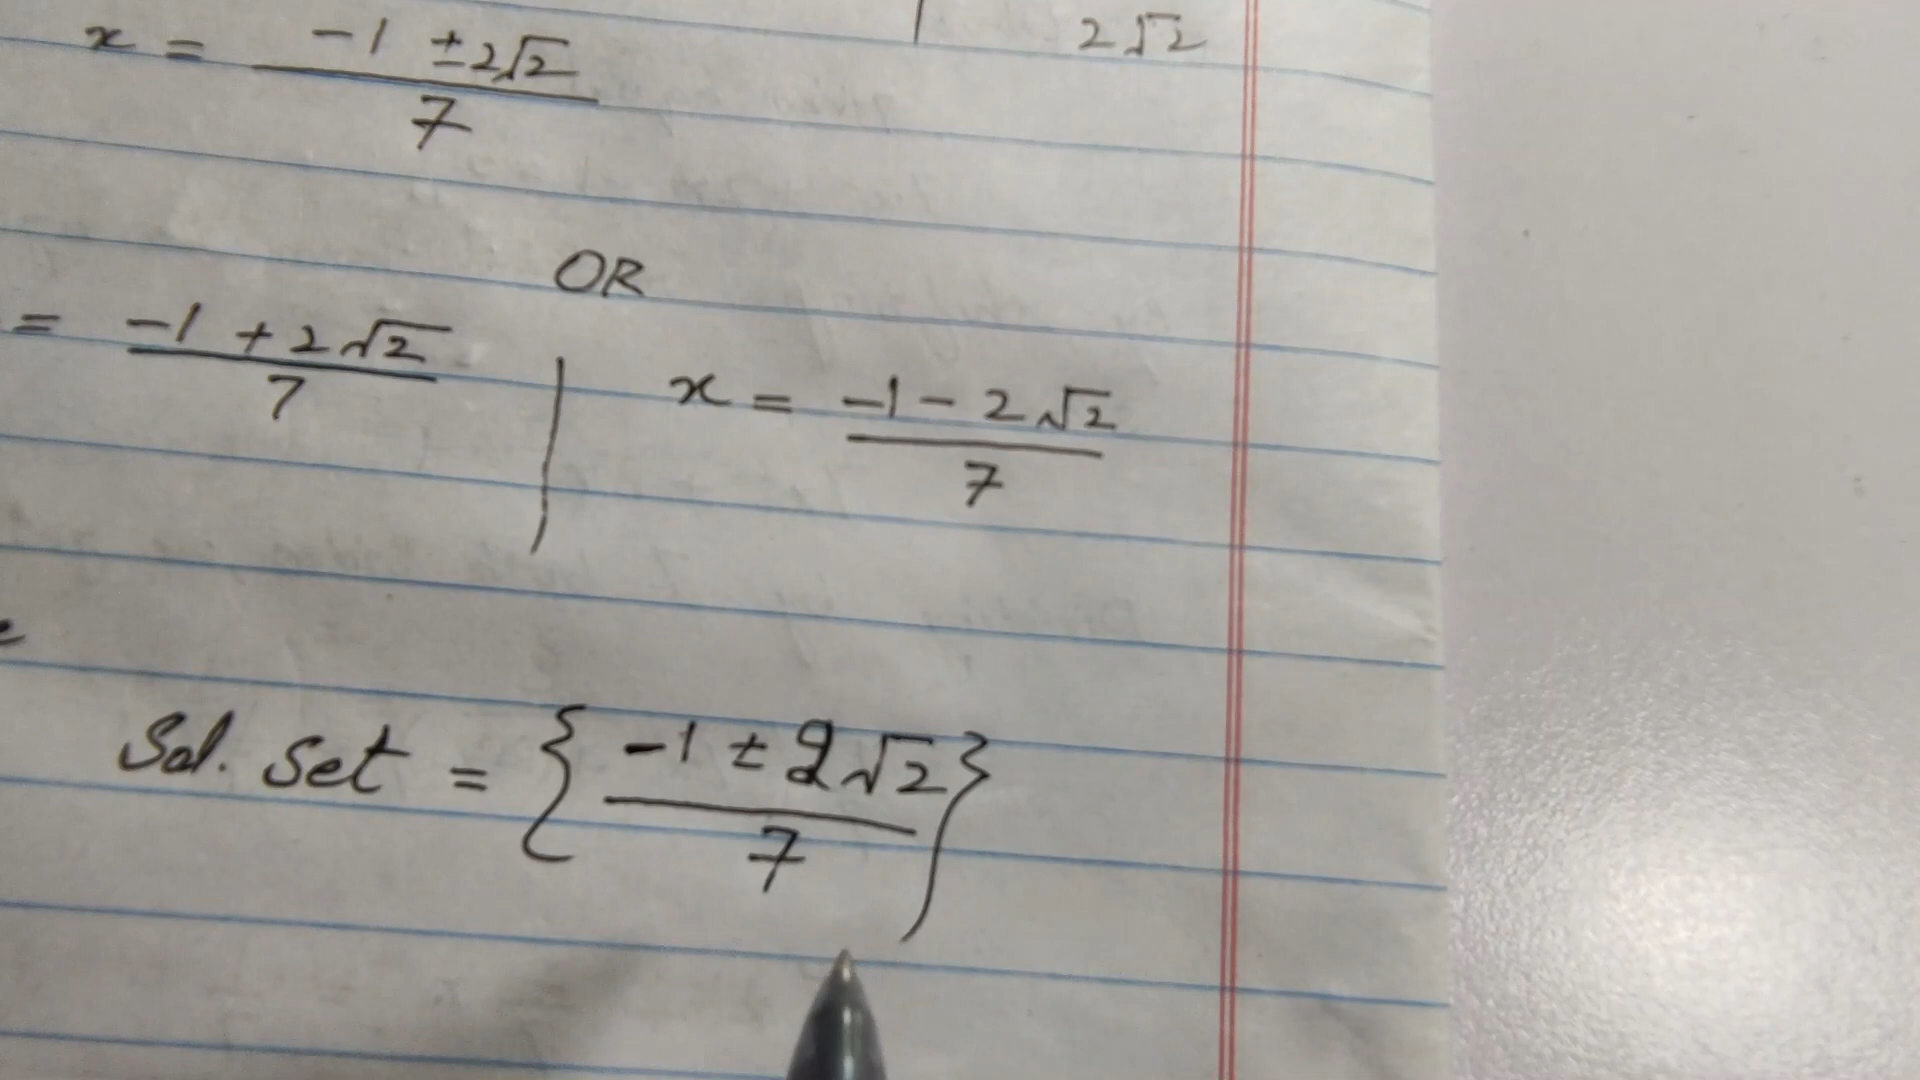 x = -1 ± 2√2 / 7
2√2
OR
= -1 + 2√2 / 7 | x = -1 - 2√2 / 7
Sol. Set = { -1 ± 2√2 / 7 }